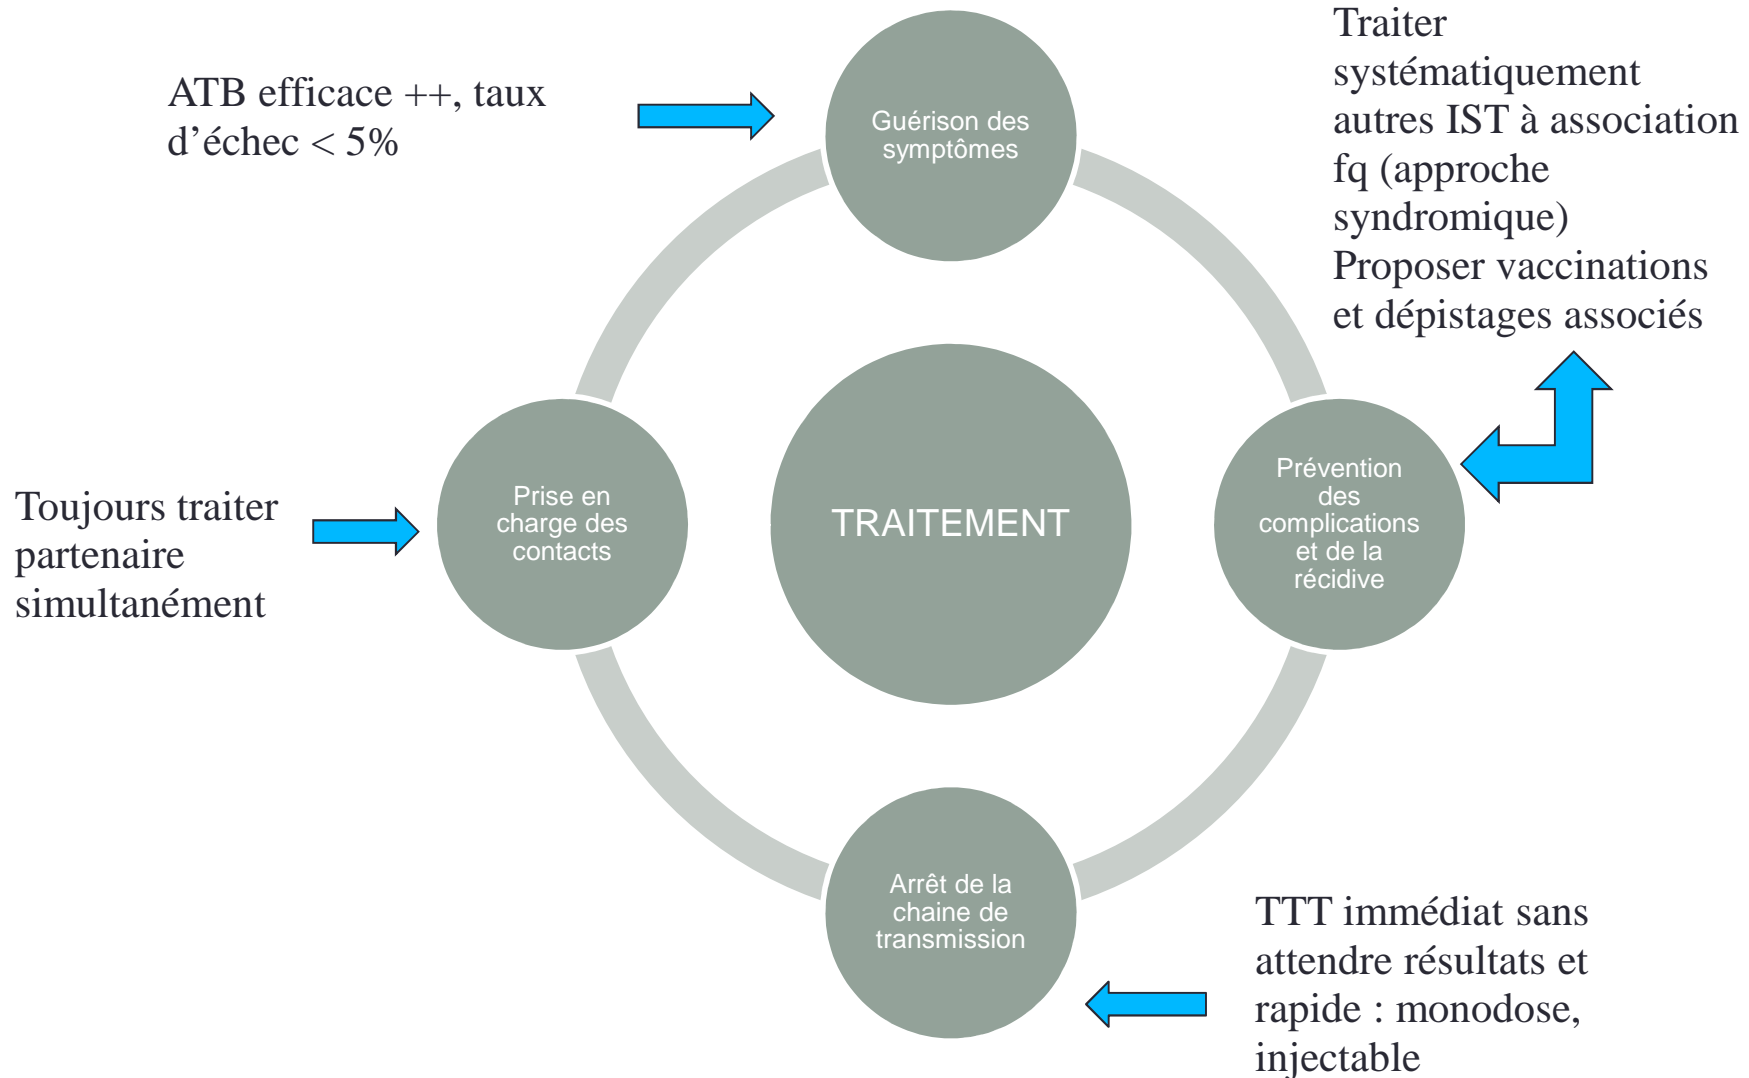 ATB efficace ++, taux
d’échec < 5%
Guérison des
symptômes
Traiter
systématiquement
autres IST à association
fq (approche
syndromique)
Proposer vaccinations
et dépistages associés
Toujours traiter
partenaire
simultanément
Prise en
charge des
contacts
TRAITEMENT
Prévention
des
complications
et de la
récidive
Arrêt de la
chaine de
transmission
TTT immédiat sans
attendre résultats et
rapide : monodose,
injectable